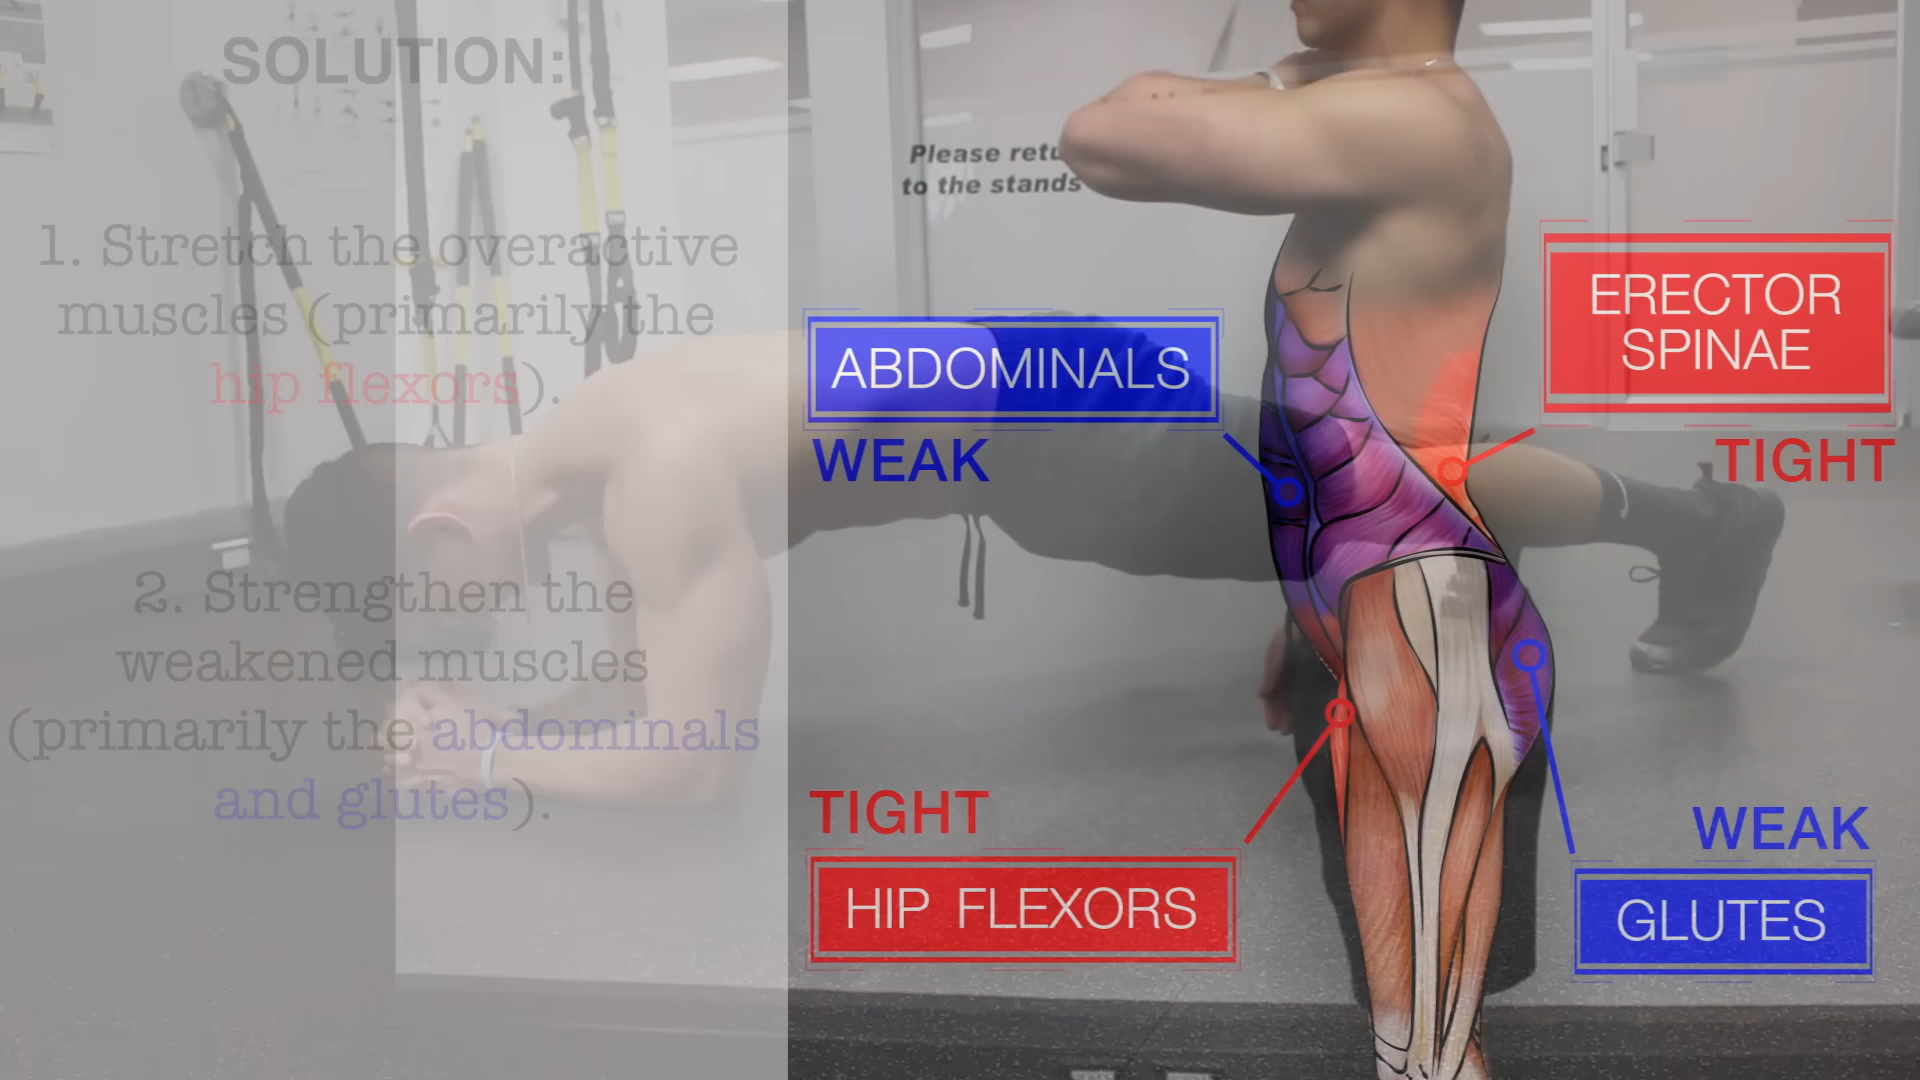 SOLUTION:
1. Stretch the overactive
muscles (primarily the
hip flexors).
2. Strengthen the
weakened muscles
(primarily the abdominals
and glutes).
Please
to the stands
ABDOMINALS
WEAK
ERECTOR
SPINAE
TIGHT
TIGHT
HIP FLEXORS
WEAK
GLUTES